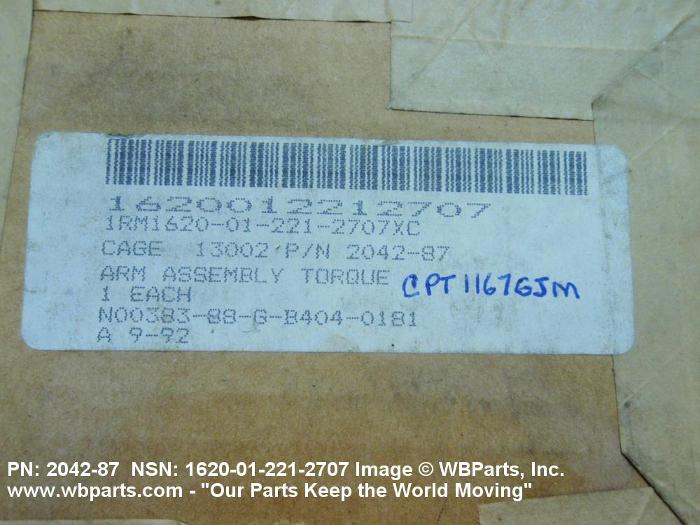 1620012212707
1RM1620-01-221-2707XC
CAGE 13002 P/N 2042-87
ARM ASSEMBLY TORQUE
CPT1167GJM
1 EACH
N00383-88-G-B404-0181
A 9-92
PN: 2042-87 NSN: 1620-01-221-2707 Image © WBParts, Inc.
www.wbparts.com - "Our Parts Keep the World Moving"